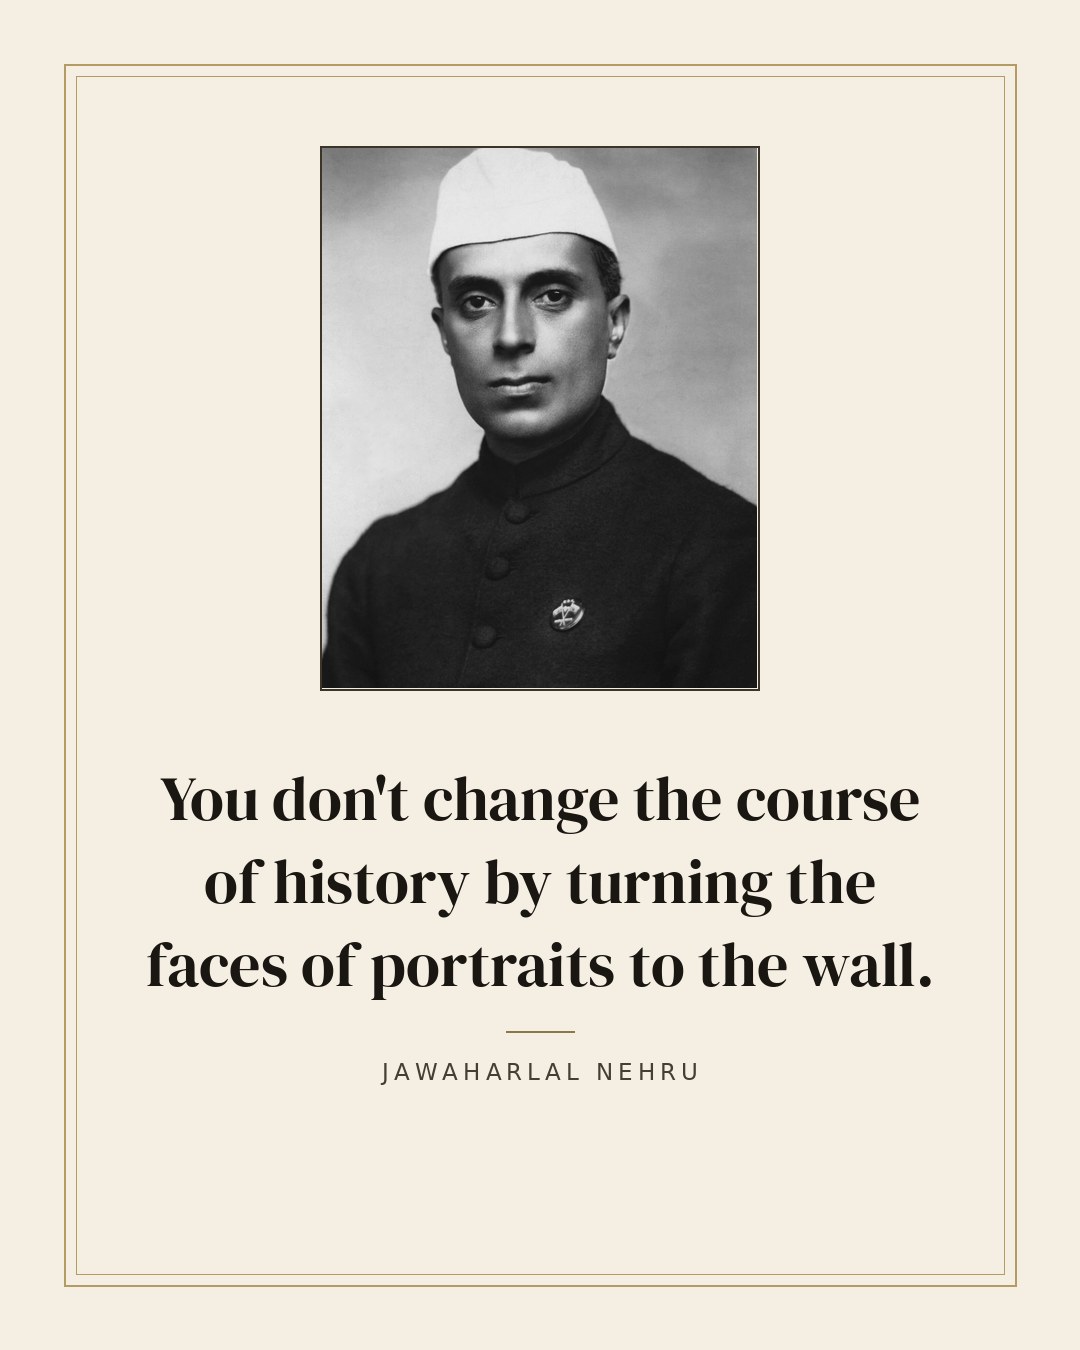 You don't change the course
of history by turning the
faces of portraits to the wall.
JAWAHARLAL NEHRU